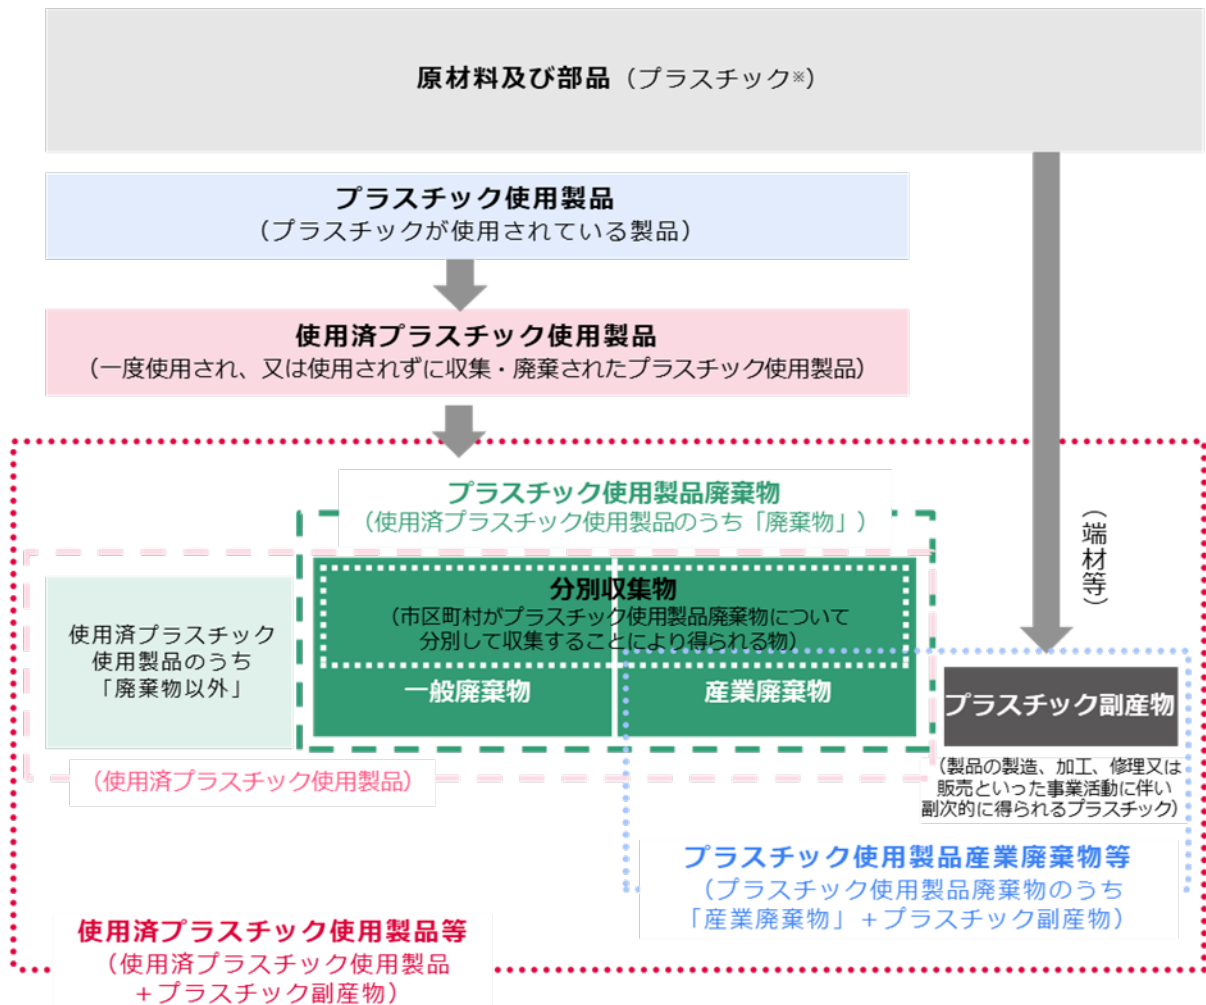 原材料及び部品（プラスチック※）
プラスチック使用製品
（プラスチックが使用されている製品）
使用済プラスチック使用製品
（一度使用され、又は使用されずに収集・廃棄されたプラスチック使用製品）
プラスチック使用製品廃棄物
（使用済プラスチック使用製品のうち「廃棄物」）
（端材等）
分別収集物
（市区町村がプラスチック使用製品廃棄物について
分別して収集することにより得られる物）
使用済プラスチック
使用製品のうち
「廃棄物以外」
一般廃棄物
産業廃棄物
プラスチック副産物
（使用済プラスチック使用製品）
（製品の製造、加工、修理又は
販売といった事業活動に伴い
副次的に得られるプラスチック）
プラスチック使用製品産業廃棄物等
（プラスチック使用製品廃棄物のうち
「産業廃棄物」+プラスチック副産物）
使用済プラスチック使用製品等
（使用済プラスチック使用製品
+プラスチック副産物）